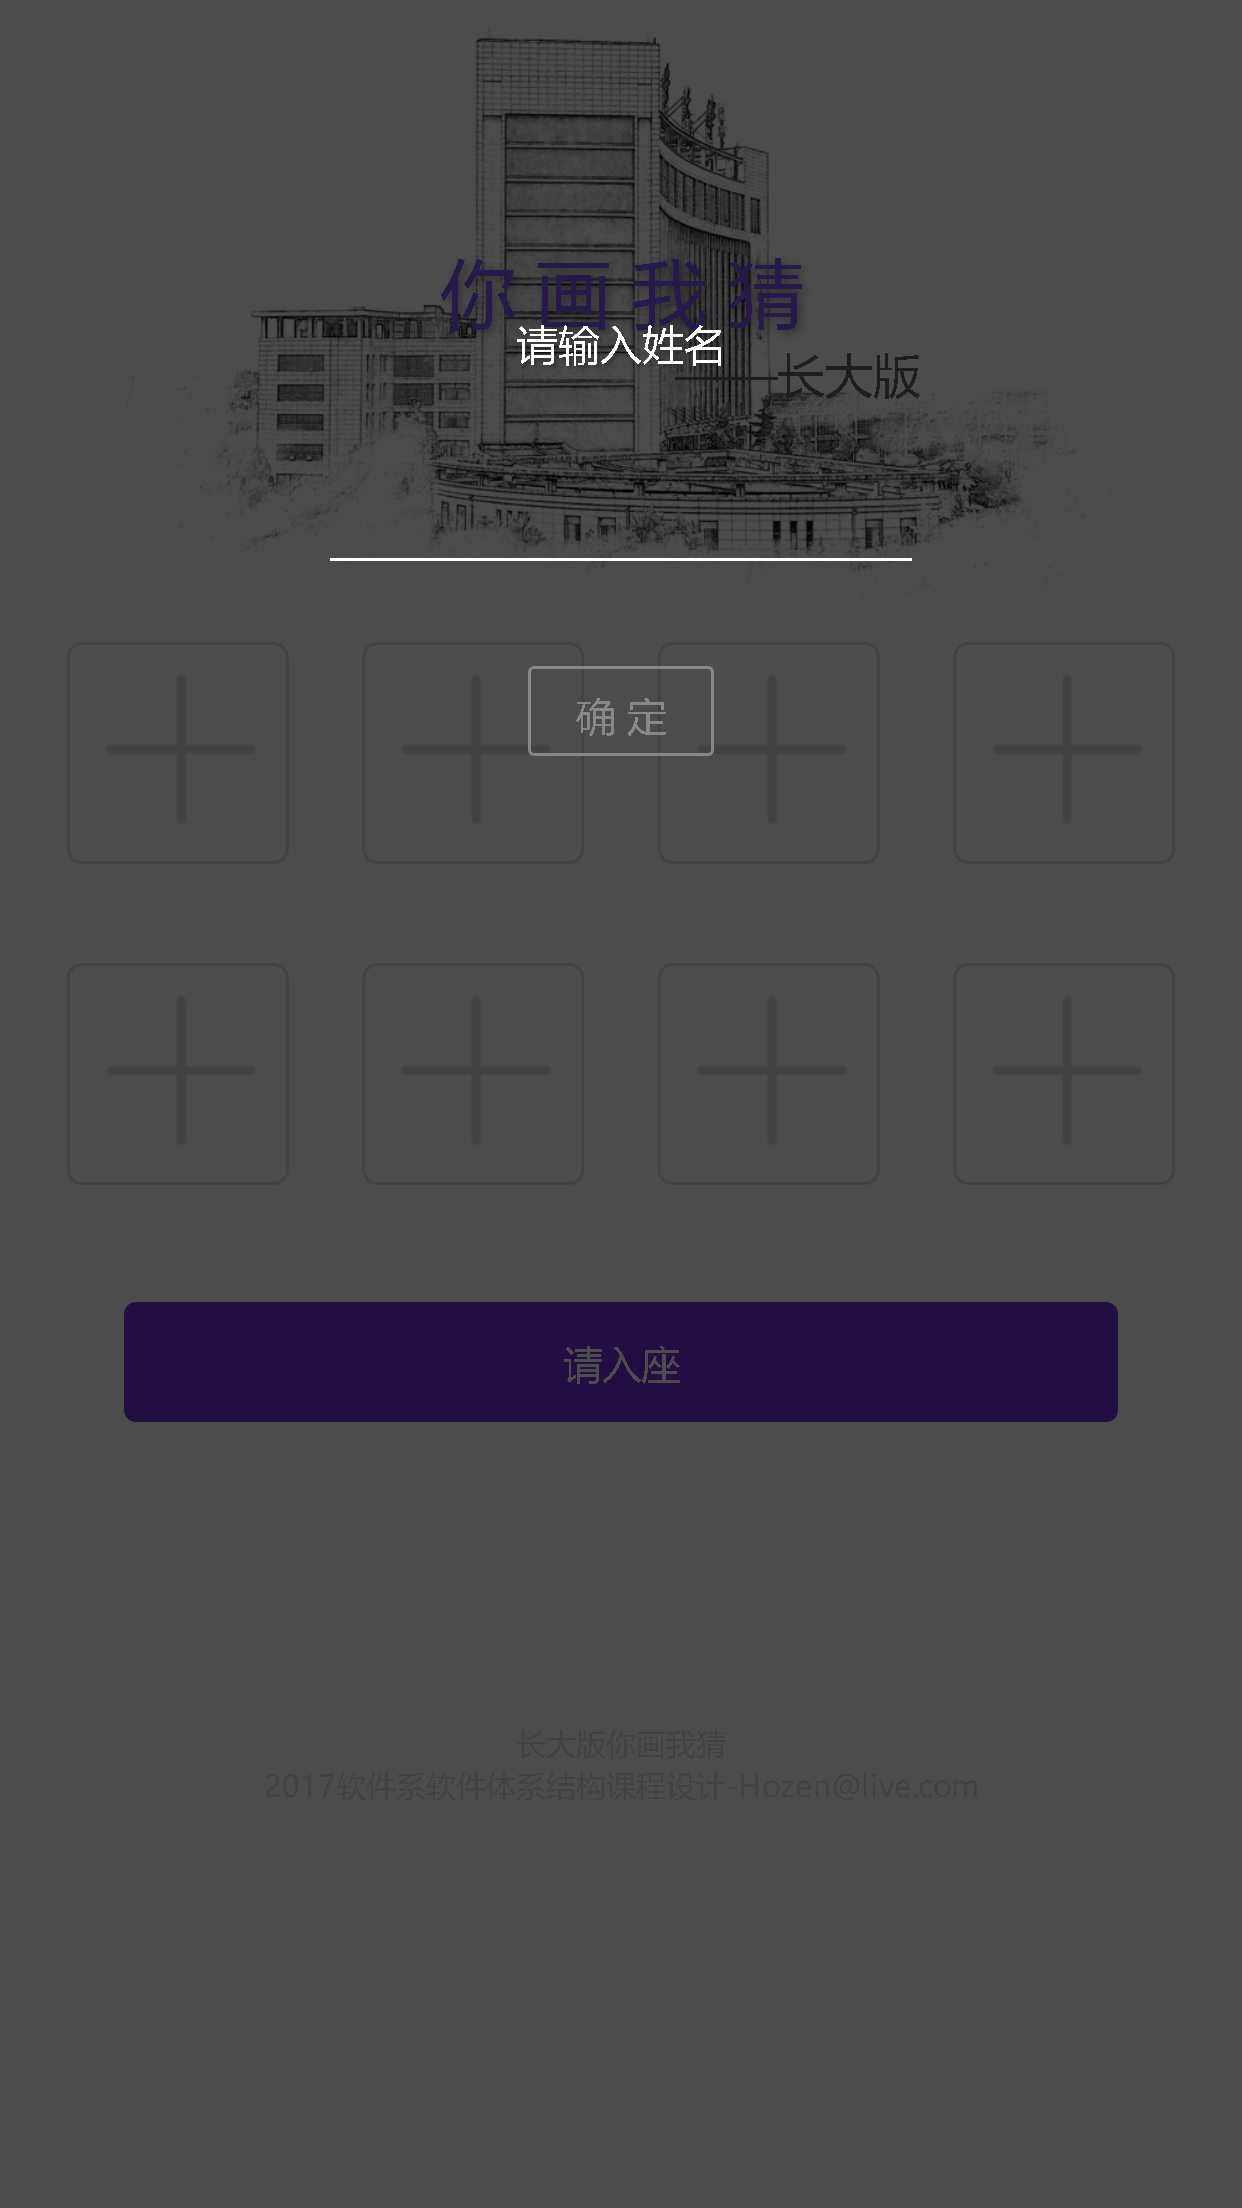 你画我猜
请输入姓名
——长大版
确 定
请入座
长大版你画我猜
2017软件系软件体系结构课程设计-Hozen@live.com